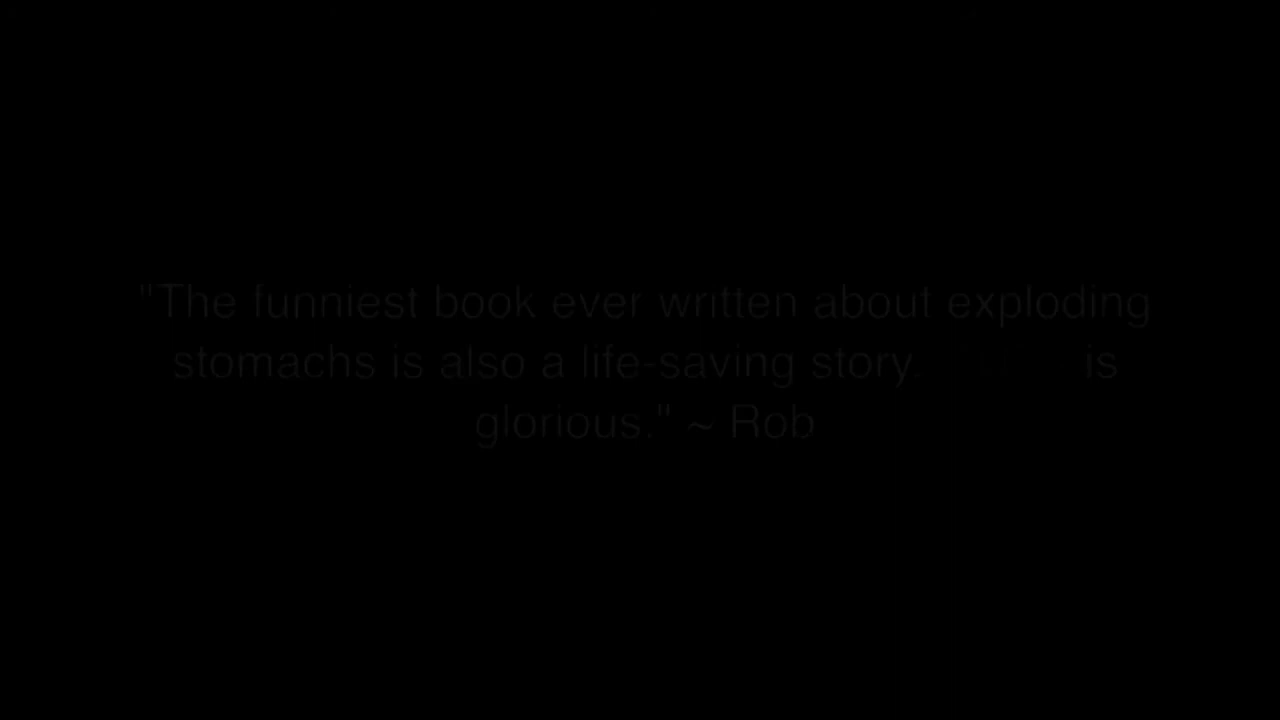 "The funniest book ever written about exploding
stomachs is also a life-saving story. is
glorious." ~ Rob